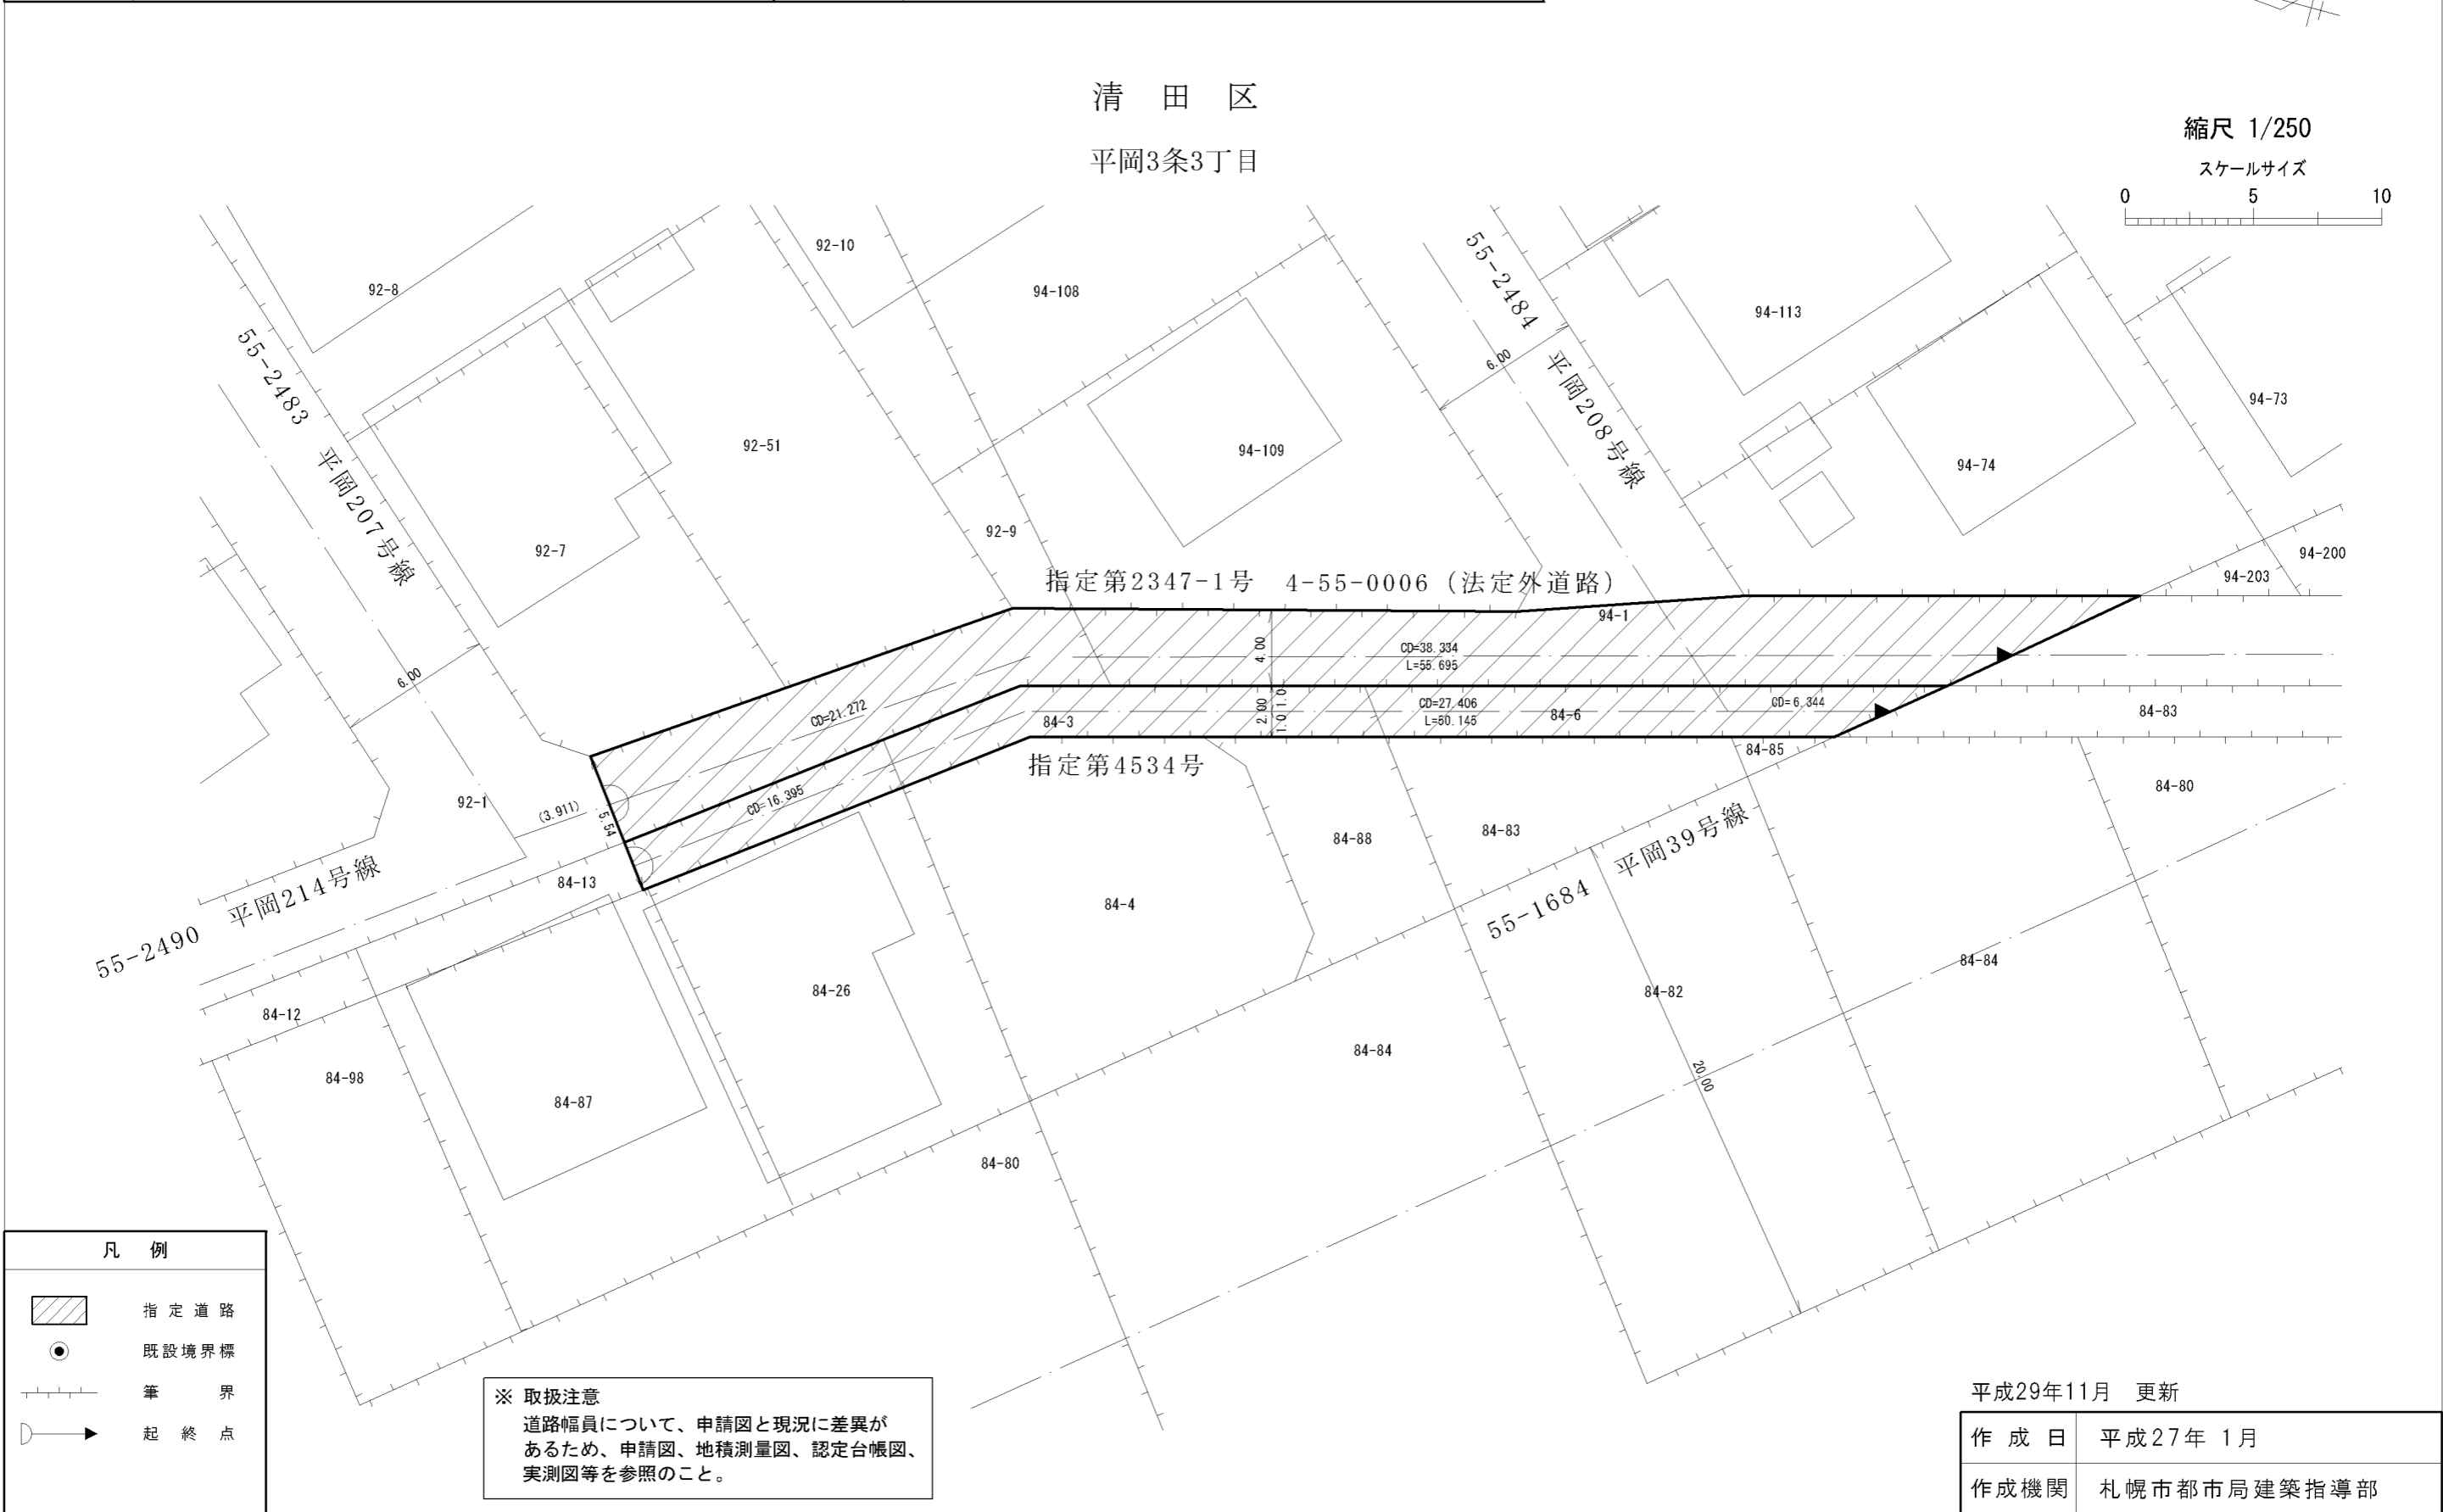 清田区
平岡3条3丁目
縮尺 1/250
スケールサイズ
0 5 10
92-8
92-10
94-108
55-2484 平岡208号線
94-113
6.00
55-2483 平岡207号線
92-51
94-109
94-74
94-73
92-7
92-9
94-200
94-203
指定第2347-1号 4-55-0006（法定外道路）
94-1
4.00
CD=38.334
L=55.695
6.00
CD=21.272
84-3
2.00
1.0 1.0
CD=27.406
L=50.145
84-6
CD=6.344
84-83
84-85
指定第4534号
84-80
92-1
(3.911)
5.54
CD=16.395
84-88
84-83
55-1684 平岡39号線
55-2490 平岡214号線
84-13
84-4
84-12
84-26
84-82
84-84
84-84
84-98
84-87
20.00
84-80
凡例
指定道路
既設境界標
筆界
起終点
※ 取扱注意
道路幅員について、申請図と現況に差異が
あるため、申請図、地積測量図、認定台帳図、
実測図等を参照のこと。
平成29年11月 更新
作成日 平成27年 1月
作成機関 札幌市都市局建築指導部